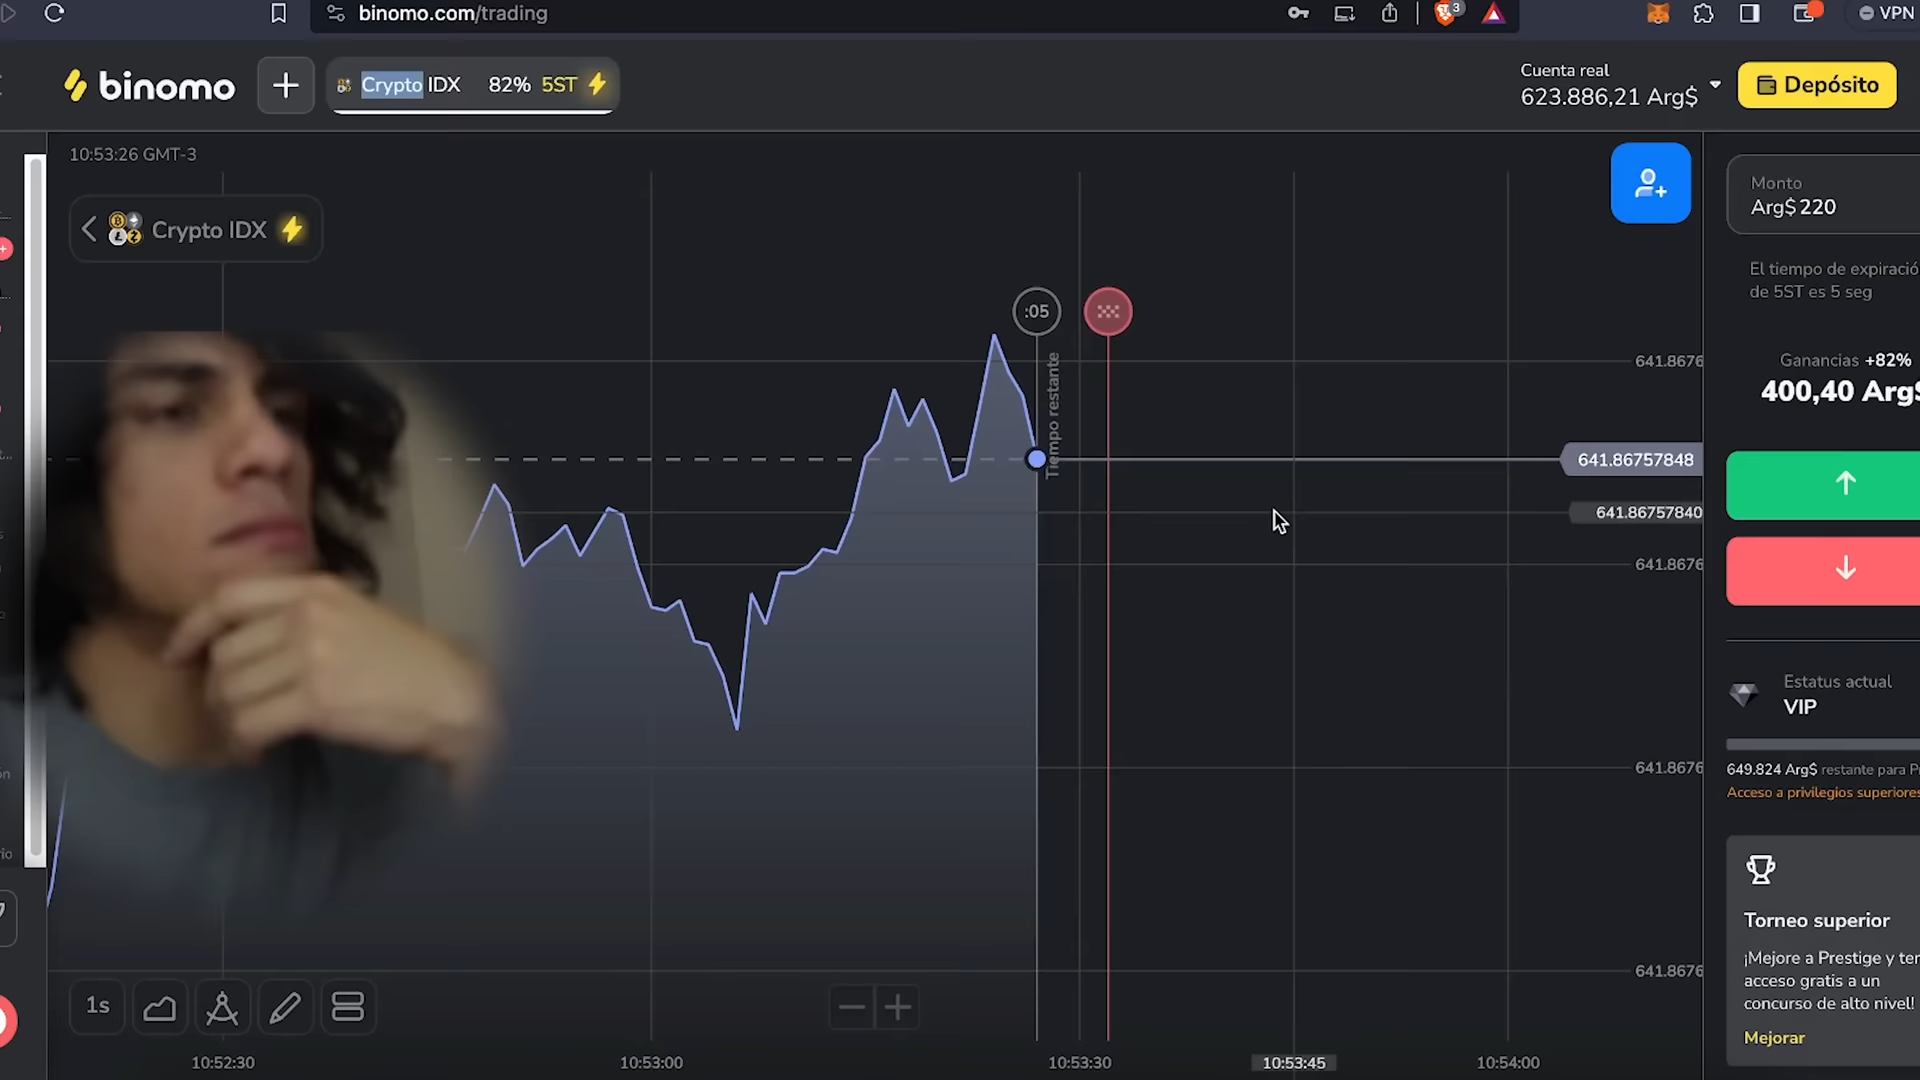 binomo.com/trading
3
VPN
binomo
Crypto IDX 82% 5ST
Cuenta real
623.886,21 Arg$
Depósito
10:53:26 GMT-3
Crypto IDX
:05
Tiempo restante
Monto
Arg$ 220
El tiempo de expiració
de 5ST es 5 seg
Ganancias +82%
400,40 Arg$
641.8676
641.86757848
641.86757840
641.8676
641.8676
641.8676
Estatus actual
VIP
649.824 Arg$ restante para P
Acceso a privilegios superiores
Torneo superior
¡Mejore a Prestige y ten
acceso gratis a un
concurso de alto nivel!
Mejorar
1s
10:52:30
10:53:00
10:53:30
10:53:45
10:54:00